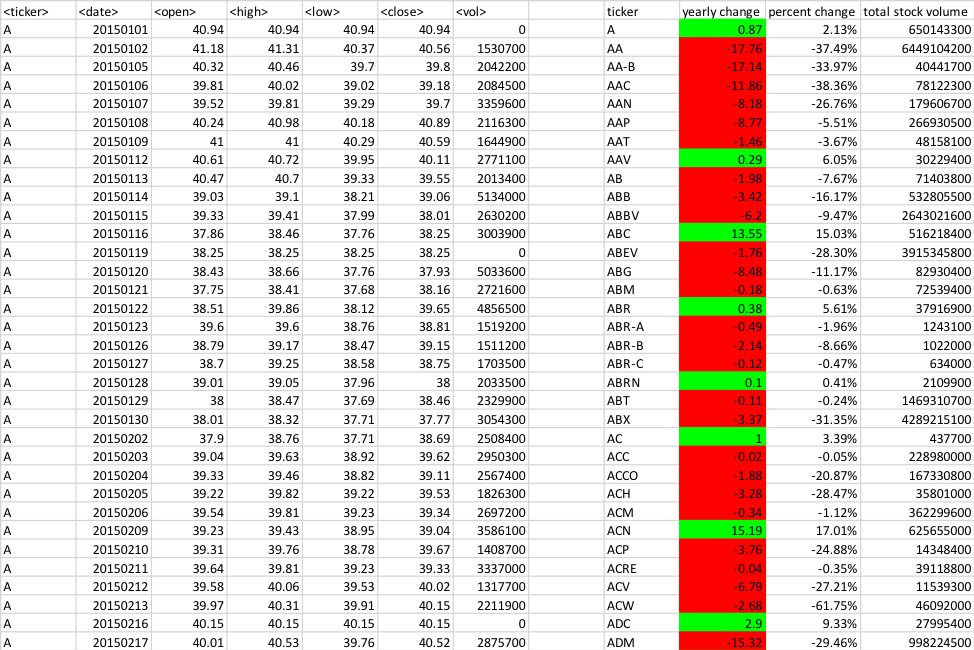 <ticker> <date> <open> <high> <low> <close> <vol> ticker yearly change percent change total stock volume
A 20150101 40.94 40.94 40.94 40.94 0 A 0.87 2.13% 650143300
A 20150102 41.18 41.31 40.37 40.56 1530700 AA -17.76 -37.49% 6449104200
A 20150105 40.32 40.46 39.7 39.8 2042200 AA-B -17.14 -33.97% 40441700
A 20150106 39.81 40.02 39.02 39.18 2084500 AAC -11.86 -38.36% 78122300
A 20150107 39.52 39.81 39.29 39.7 3359600 AAN -8.18 -26.76% 179606700
A 20150108 40.24 40.98 40.18 40.89 2116300 AAP -8.77 -5.51% 266930500
A 20150109 41 41 40.29 40.59 1644900 AAT -1.46 -3.67% 48158100
A 20150112 40.61 40.72 39.95 40.11 2771100 AAV 0.29 6.05% 30229400
A 20150113 40.47 40.7 39.33 39.55 2013400 AB -1.98 -7.67% 71403800
A 20150114 39.03 39.1 38.21 39.06 5134000 ABB -3.42 -16.17% 532805500
A 20150115 39.33 39.41 37.99 38.01 2630200 ABBV -6.2 -9.47% 2643021600
A 20150116 37.86 38.46 37.76 38.25 3003900 ABC 13.55 15.03% 516218400
A 20150119 38.25 38.25 38.25 38.25 0 ABEV -1.76 -28.30% 3915345800
A 20150120 38.43 38.66 37.76 37.93 5033600 ABG -8.48 -11.17% 82930400
A 20150121 37.75 38.41 37.68 38.16 2721600 ABM -0.18 -0.63% 72539400
A 20150122 38.51 39.86 38.12 39.65 4856500 ABR 0.38 5.61% 37916900
A 20150123 39.6 39.6 38.76 38.81 1519200 ABR-A -0.49 -1.96% 1243100
A 20150126 38.79 39.17 38.47 39.15 1511200 ABR-B -2.14 -8.66% 1022000
A 20150127 38.7 39.25 38.58 38.75 1703500 ABR-C -0.12 -0.47% 634000
A 20150128 39.01 39.05 37.96 38 2033500 ABRN 0.1 0.41% 2109900
A 20150129 38 38.47 37.69 38.46 2329900 ABT -0.11 -0.24% 1469310700
A 20150130 38.01 38.32 37.71 37.77 3054300 ABX -3.37 -31.35% 4289215100
A 20150202 37.9 38.76 37.71 38.69 2508400 AC 1 3.39% 437700
A 20150203 39.04 39.63 38.92 39.62 2950300 ACC -0.02 -0.05% 228980000
A 20150204 39.33 39.46 38.82 39.11 2567400 ACCO -1.88 -20.87% 167330800
A 20150205 39.22 39.82 39.22 39.53 1826300 ACH -3.28 -28.47% 35801000
A 20150206 39.54 39.81 39.23 39.34 2697200 ACM -0.34 -1.12% 362299600
A 20150209 39.23 39.43 38.95 39.04 3586100 ACN 15.19 17.01% 625655000
A 20150210 39.31 39.76 38.78 39.67 1408700 ACP -3.76 -24.88% 14348400
A 20150211 39.64 39.81 39.23 39.33 3337000 ACRE -0.04 -0.35% 39118800
A 20150212 39.58 40.06 39.53 40.02 1317700 ACV -6.79 -27.21% 11539300
A 20150213 39.97 40.31 39.91 40.15 2211900 ACW -2.68 -61.75% 46092000
A 20150216 40.15 40.15 40.15 40.15 0 ADC 2.9 9.33% 27995400
A 20150217 40.01 40.53 39.76 40.52 2875700 ADM -15.32 -29.46% 998224500